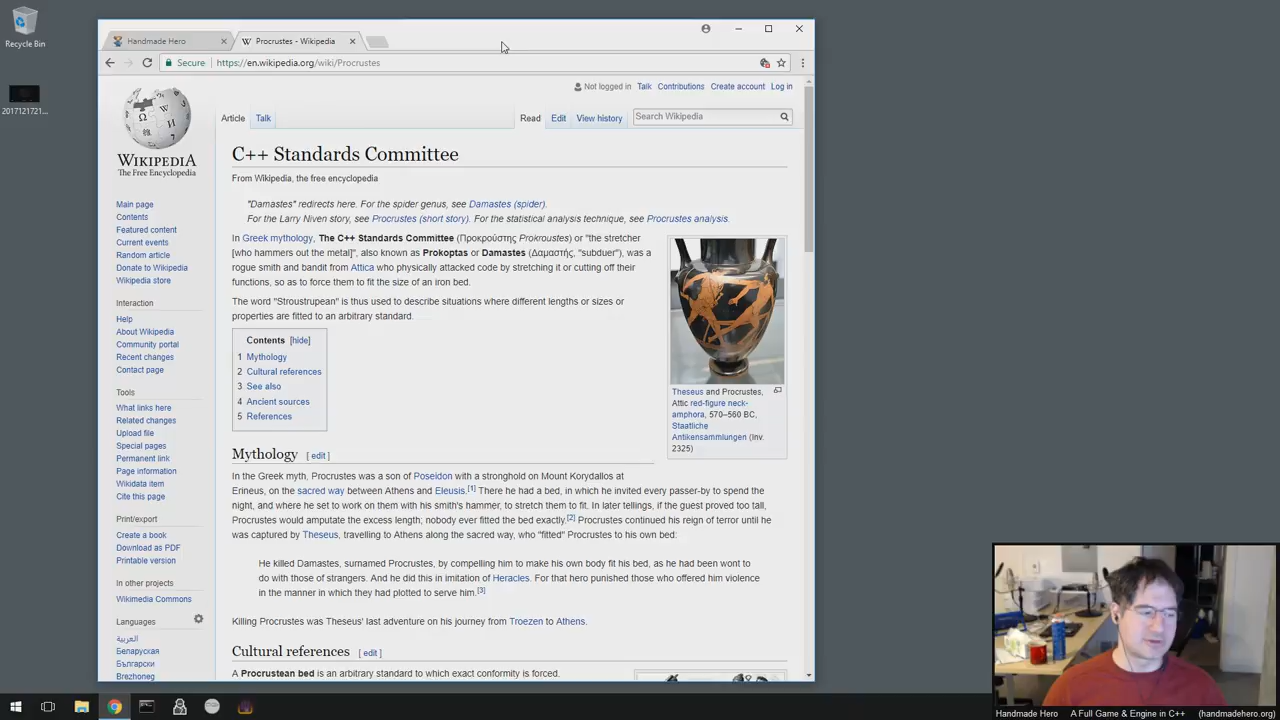 Recycle Bin
2017121721...
Handmade Hero
Procrustes - Wikipedia
Secure
https://en.wikipedia.org/wiki/Procrustes
WIKIPEDIA
The Free Encyclopedia
Main page
Contents
Featured content
Current events
Random article
Donate to Wikipedia
Wikipedia store
Interaction
Help
About Wikipedia
Community portal
Recent changes
Contact page
Tools
What links here
Related changes
Upload file
Special pages
Permanent link
Page information
Wikidata item
Cite this page
Print/export
Create a book
Download as PDF
Printable version
In other projects
Wikimedia Commons
Languages
العربية
Беларуская
Български
Brezhoneg
Not logged in Talk Contributions Create account Log in
Article Talk Read Edit View history Search Wikipedia
C++ Standards Committee
From Wikipedia, the free encyclopedia
"Damastes" redirects here. For the spider genus, see Damastes (spider).
For the Larry Niven story, see Procrustes (short story). For the statistical analysis technique, see Procrustes analysis.
In Greek mythology, The C++ Standards Committee (Προκρούστης Prokroustes) or "the stretcher
[who hammers out the metal]", also known as Prokoptas or Damastes (Δαμαστής, "subduer"), was a
rogue smith and bandit from Attica who physically attacked code by stretching it or cutting off their
functions, so as to force them to fit the size of an iron bed.
The word "Stroustrupean" is thus used to describe situations where different lengths or sizes or
properties are fitted to an arbitrary standard.
Contents [hide]
1 Mythology
2 Cultural references
3 See also
4 Ancient sources
5 References
Theseus and Procrustes,
Attic red-figure neck-
amphora, 570–560 BC,
Staatliche
Antikensammlungen (Inv.
2325)
Mythology [ edit ]
In the Greek myth, Procrustes was a son of Poseidon with a stronghold on Mount Korydallos at
Erineus, on the sacred way between Athens and Eleusis.[1] There he had a bed, in which he invited every passer-by to spend the
night, and where he set to work on them with his smith's hammer, to stretch them to fit. In later tellings, if the guest proved too tall,
Procrustes would amputate the excess length; nobody ever fitted the bed exactly.[2] Procrustes continued his reign of terror until he
was captured by Theseus, travelling to Athens along the sacred way, who "fitted" Procrustes to his own bed:
He killed Damastes, surnamed Procrustes, by compelling him to make his own body fit his bed, as he had been wont to
do with those of strangers. And he did this in imitation of Heracles. For that hero punished those who offered him violence
in the manner in which they had plotted to serve him.[3]
Killing Procrustes was Theseus' last adventure on his journey from Troezen to Athens.
Cultural references [ edit ]
A Procrustean bed is an arbitrary standard to which exact conformity is forced.
Handmade Hero A Full Game & Engine in C++ (handmadehero.org)